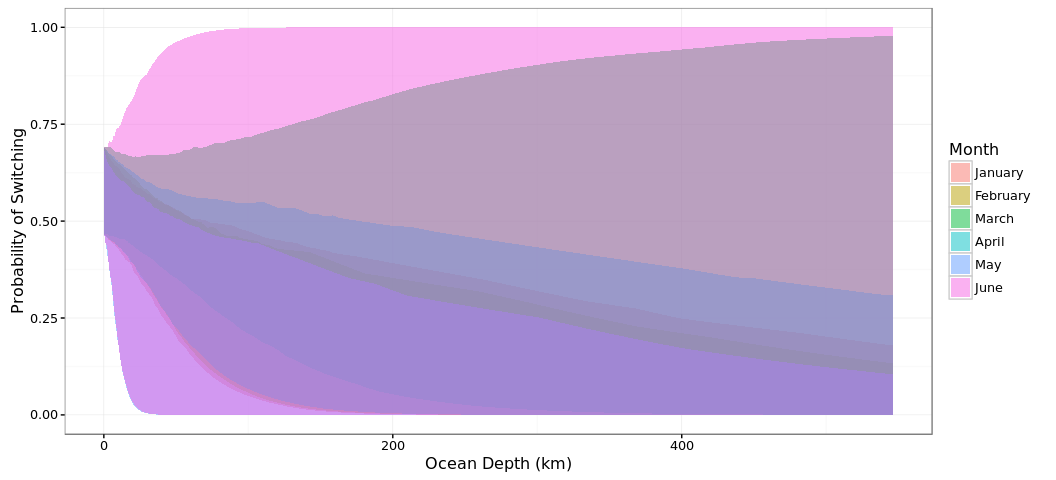 1.00
0.75
0.50
0.25
0.00
Probability of Switching
0
200
400
Ocean Depth (km)
Month
January
February
March
April
May
June